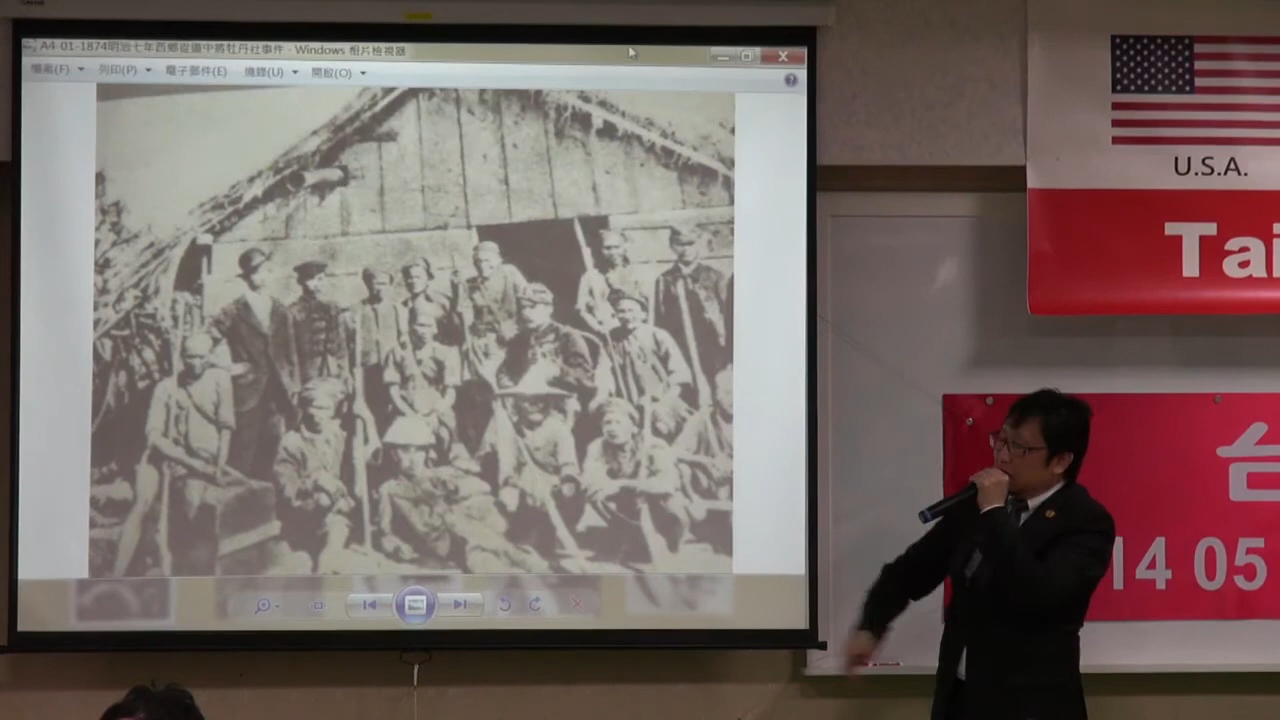 A4-01-1874明治七年西鄉從道中將牡丹社事件 - Windows 相片檢視器
檔案(F) 列印(P) 電子郵件(E) 燒錄(U) 開啟(O)
U.S.A.
Tai
台
14 05